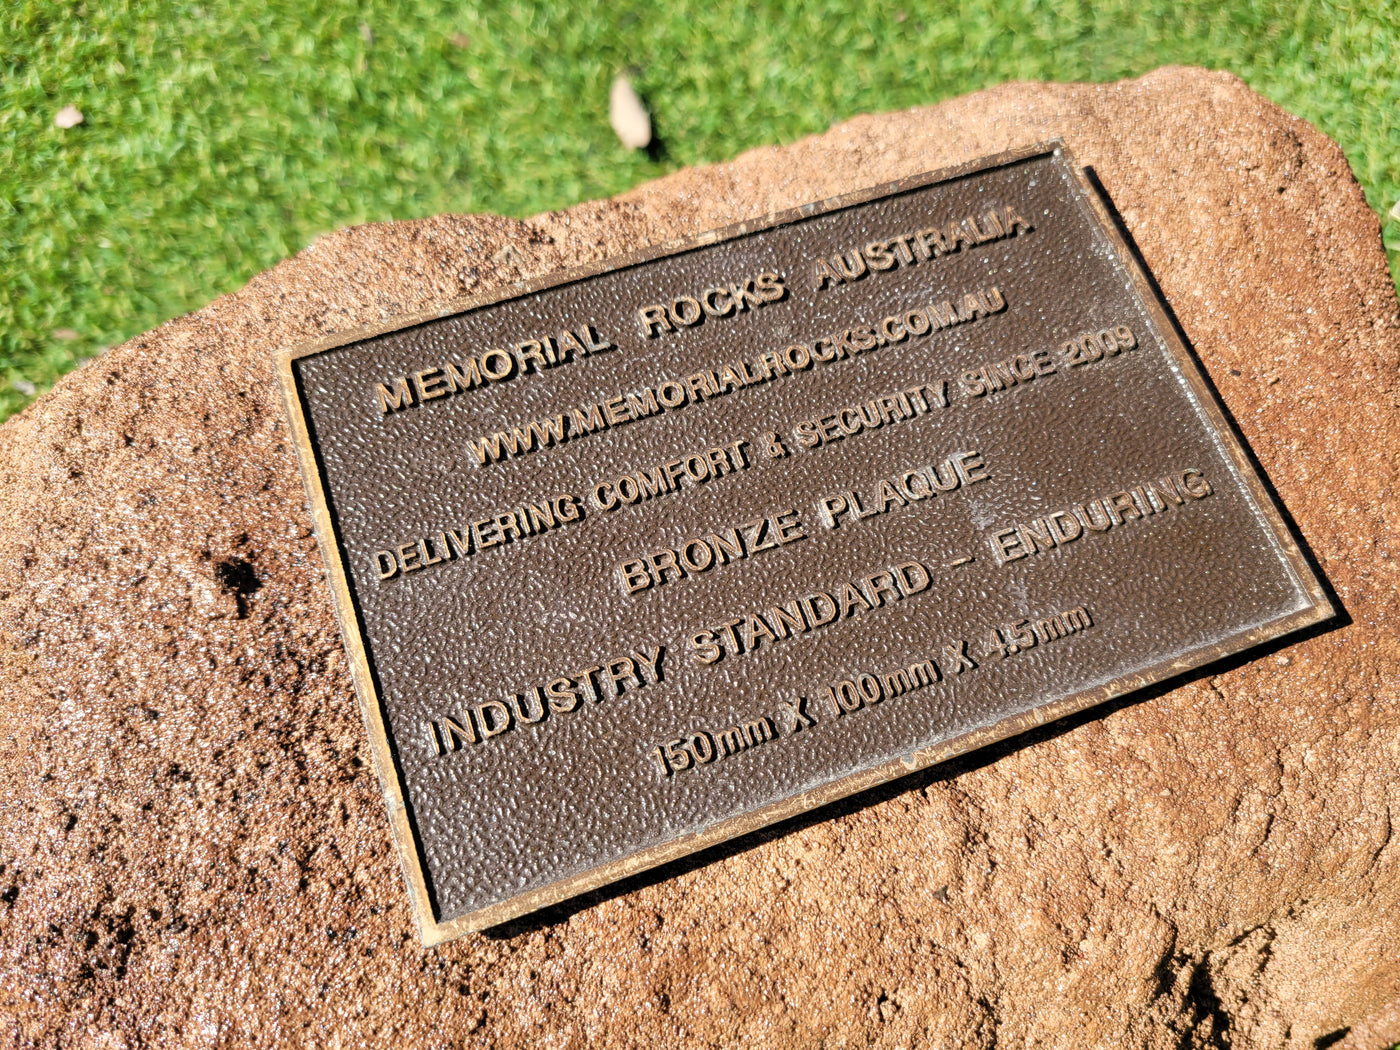 MEMORIAL ROCKS AUSTRALIA
WWW.MEMORIALROCKS.COM.AU
DELIVERING COMFORT & SECURITY SINCE 2009
BRONZE PLAQUE
INDUSTRY STANDARD - ENDURING
150mm X 100mm X 4.5mm